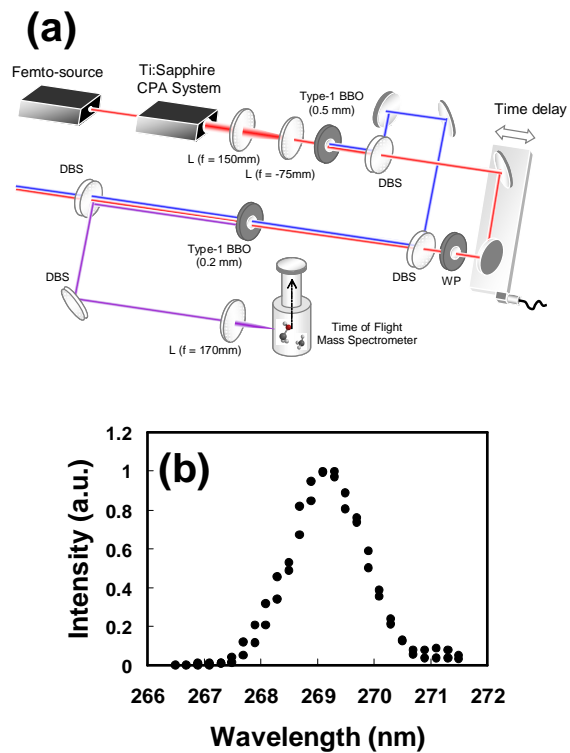 (a)
Femto-source
Ti:Sapphire
CPA System
Type-1 BBO
(0.5 mm)
Time delay
L (f = 150mm)
L (f = -75mm)
DBS
DBS
Type-1 BBO
(0.2 mm)
DBS
WP
DBS
L (f = 170mm)
Time of Flight
Mass Spectrometer
(b)
Intensity (a.u.)
1.2
1
0.8
0.6
0.4
0.2
0
266 267 268 269 270 271 272
Wavelength (nm)